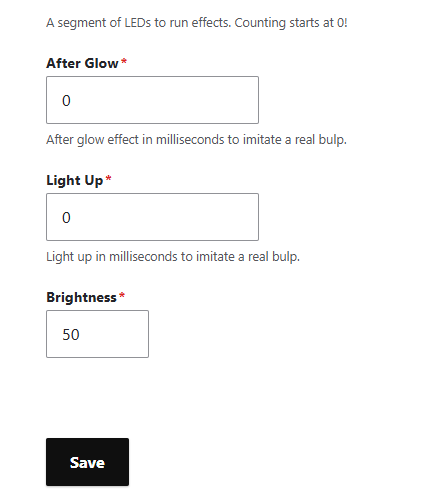 A segment of LEDs to run effects. Counting starts at 0!
After Glow*
0
After glow effect in milliseconds to imitate a real bulp.
Light Up*
0
Light up in milliseconds to imitate a real bulp.
Brightness*
50
Save